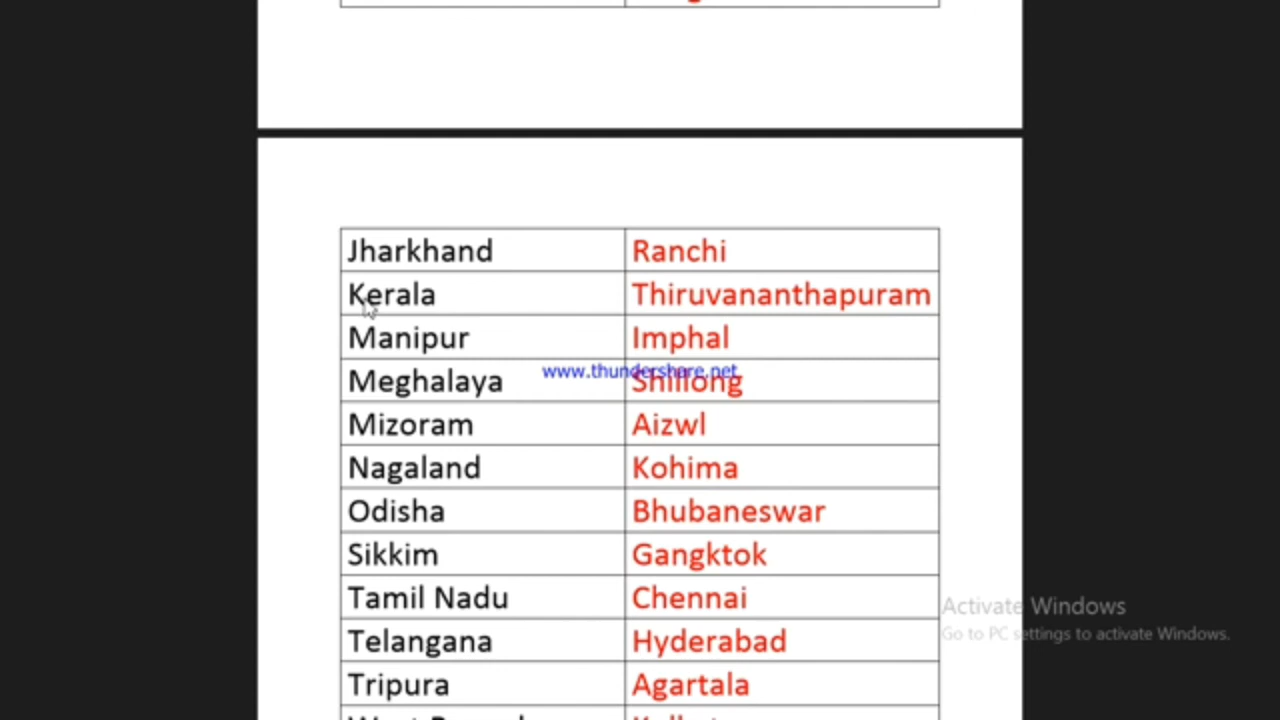 Jharkhand Ranchi
Kerala Thiruvananthapuram
Manipur Imphal
www.thundershare.net
Meghalaya Shillong
Mizoram Aizwl
Nagaland Kohima
Odisha Bhubaneswar
Sikkim Gangktok
Tamil Nadu Chennai
Activate Windows
Go to PC settings to activate Windows.
Telangana Hyderabad
Tripura Agartala